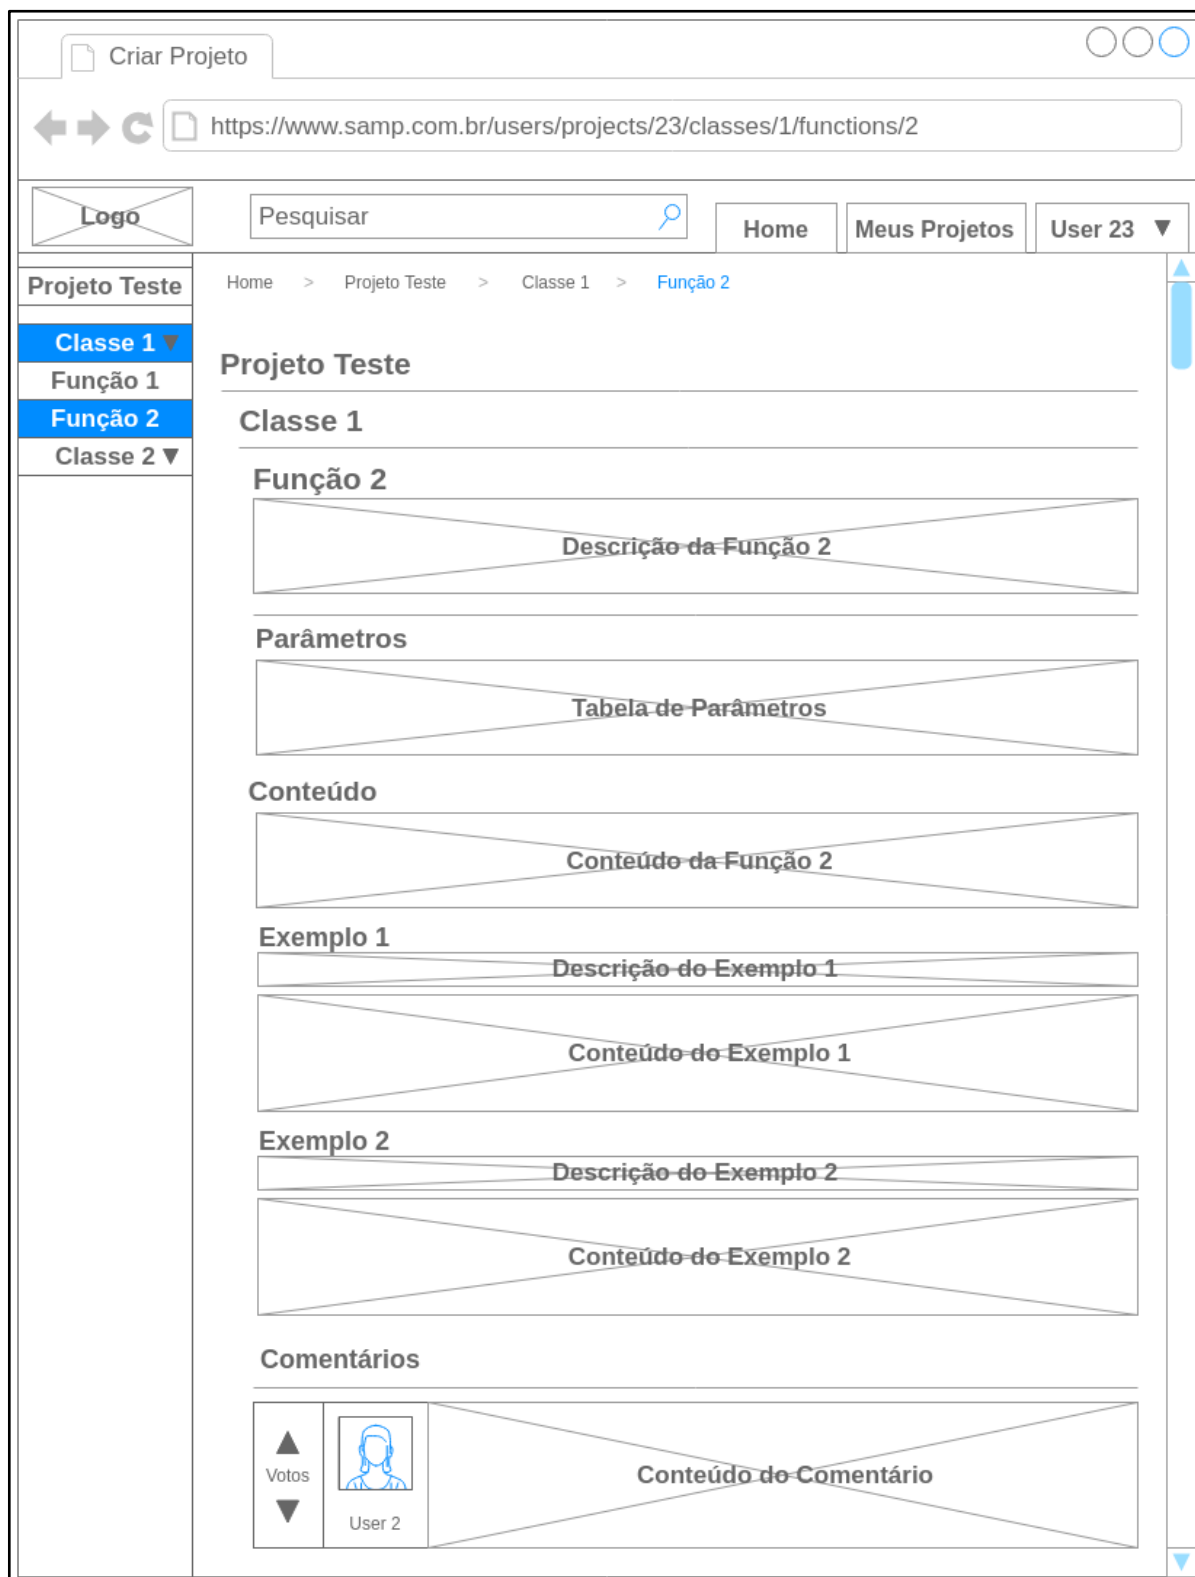 Criar Projeto
https://www.samp.com.br/users/projects/23/classes/1/functions/2
Logo
Pesquisar
Home
Meus Projetos
User 23 ▼
Projeto Teste
Classe 1 ▼
Função 1
Função 2
Classe 2 ▼
Home > Projeto Teste > Classe 1 > Função 2
Projeto Teste
Classe 1
Função 2
Descrição da Função 2
Parâmetros
Tabela de Parâmetros
Conteúdo
Conteúdo da Função 2
Exemplo 1
Descrição do Exemplo 1
Conteúdo do Exemplo 1
Exemplo 2
Descrição do Exemplo 2
Conteúdo do Exemplo 2
Comentários
Votos
User 2
Conteúdo do Comentário